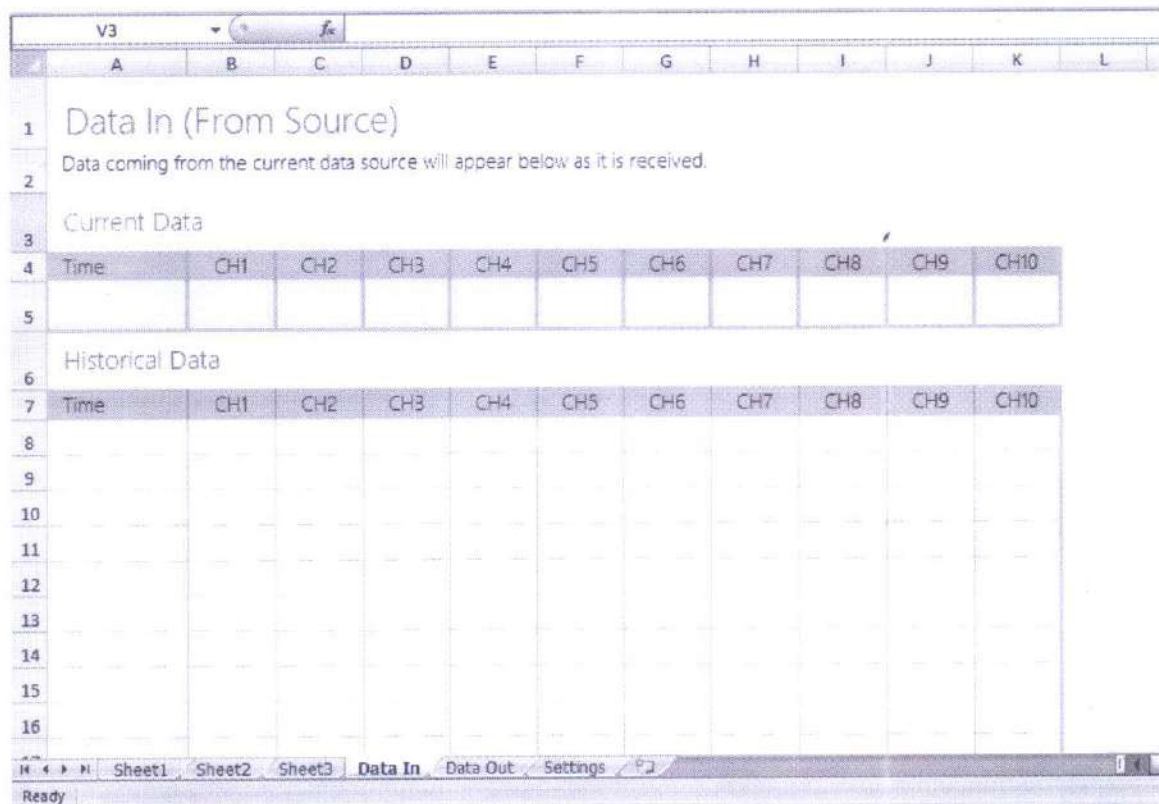 V3 fx
A B C D E F G H I J K L
1 Data In (From Source)
2 Data coming from the current data source will appear below as it is received.
3 Current Data
4 Time CH1 CH2 CH3 CH4 CH5 CH6 CH7 CH8 CH9 CH10
5
6 Historical Data
7 Time CH1 CH2 CH3 CH4 CH5 CH6 CH7 CH8 CH9 CH10
8
9
10
11
12
13
14
15
16
Sheet1 Sheet2 Sheet3 Data In Data Out Settings
Ready